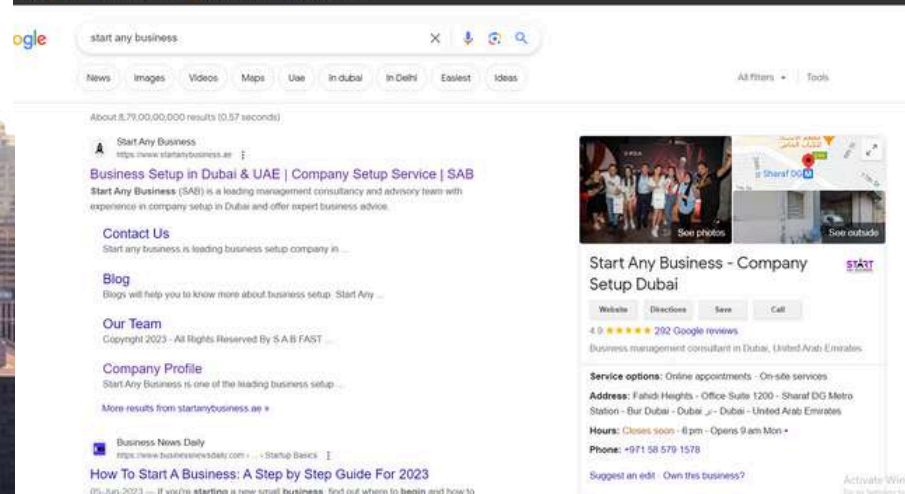 ogle
start any business
News Images Videos Maps Uae In dubai In Delhi Easiest Ideas All filters Tools
About 8,79,00,00,000 results (0.57 seconds)
Start Any Business
https://www.startanybusiness.ae
Business Setup in Dubai & UAE | Company Setup Service | SAB
Start Any Business (SAB) is a leading management consultancy and advisory team with
experience in company setup in Dubai and offer expert business advice.
Contact Us
Start any business is leading business setup company in ...
Blog
Blogs will help you to know more about business setup. Start Any ...
Our Team
Copyright 2023 - All Rights Reserved By S A B FAST ...
Company Profile
Start Any Business is one of the leading business setup ...
More results from startanybusiness.ae »
Business News Daily
https://www.businessnewsdaily.com › ... › Startup Basics
How To Start A Business: A Step by Step Guide For 2023
05-Jun-2023 — If you're starting a new small business, find out where to begin and how to
Sharaf DG
See photos
See outside
Start Any Business - Company
Setup Dubai
START
Website Directions Save Call
4.9 292 Google reviews
Business management consultant in Dubai, United Arab Emirates
Service options: Online appointments · On-site services
Address: Fahidi Heights - Office Suite 1200 - Sharaf DG Metro
Station - Bur Dubai - Dubai - Dubai - United Arab Emirates
Hours: Closes soon · 6 pm · Opens 9 am Mon
Phone: +971 58 579 1578
Suggest an edit · Own this business?
Activate Win